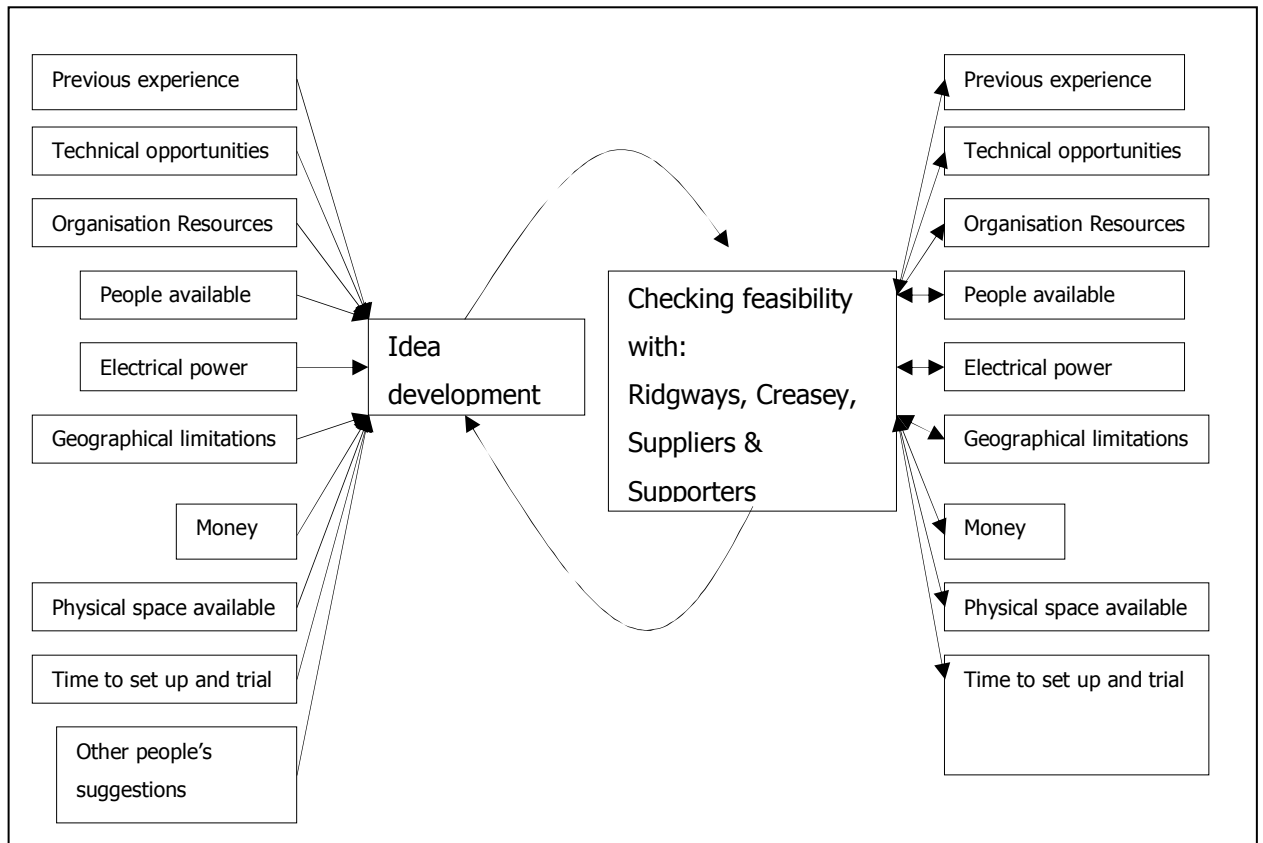 Previous experience
Technical opportunities
Organisation Resources
People available
Electrical power
Geographical limitations
Money
Physical space available
Time to set up and trial
Other people’s
suggestions
Idea
development
Checking feasibility
with:
Ridgways, Creasey,
Suppliers &
Supporters
Previous experience
Technical opportunities
Organisation Resources
People available
Electrical power
Geographical limitations
Money
Physical space available
Time to set up and trial